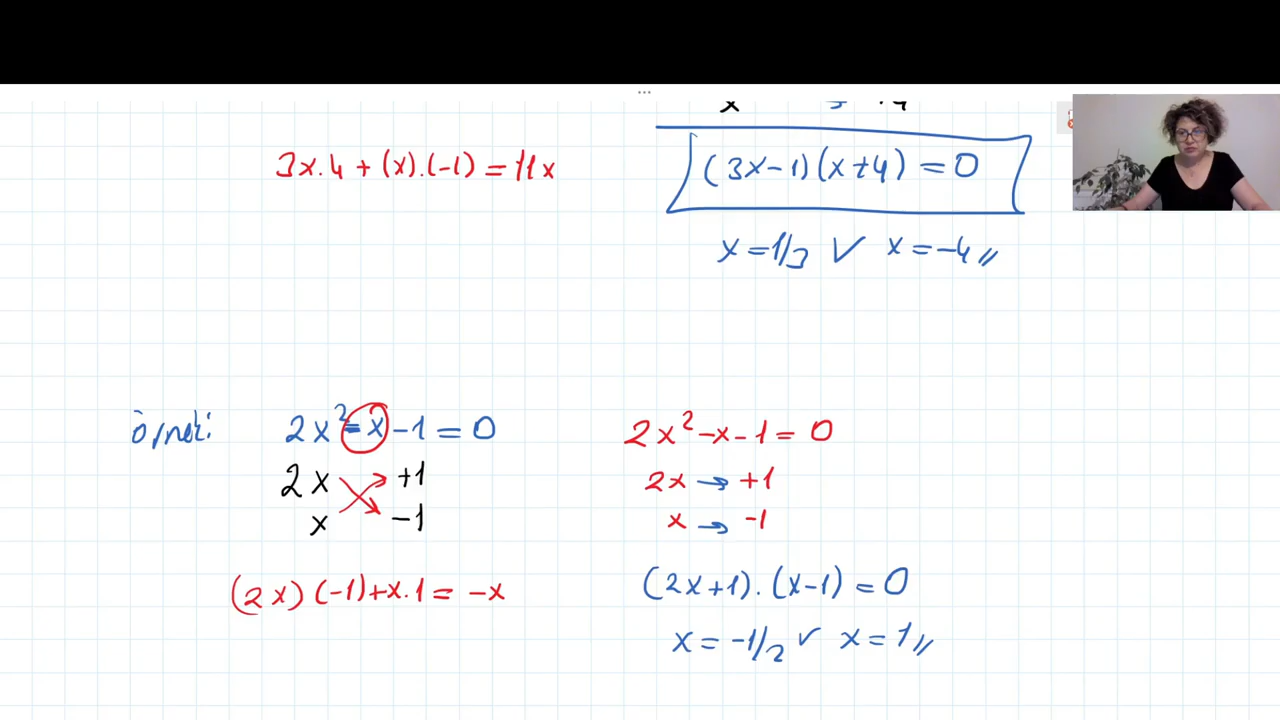 x → +4
3x.4 + (x).(-1) = 11x
(3x-1)(x+4) = 0
x = 1/3 ∨ x = -4 //
örnek:
2x² - x - 1 = 0
2x +1
x -1
(2x)(-1)+x.1 = -x
2x² - x - 1 = 0
2x → +1
x → -1
(2x+1).(x-1) = 0
x = -1/2 ∨ x = 1 //